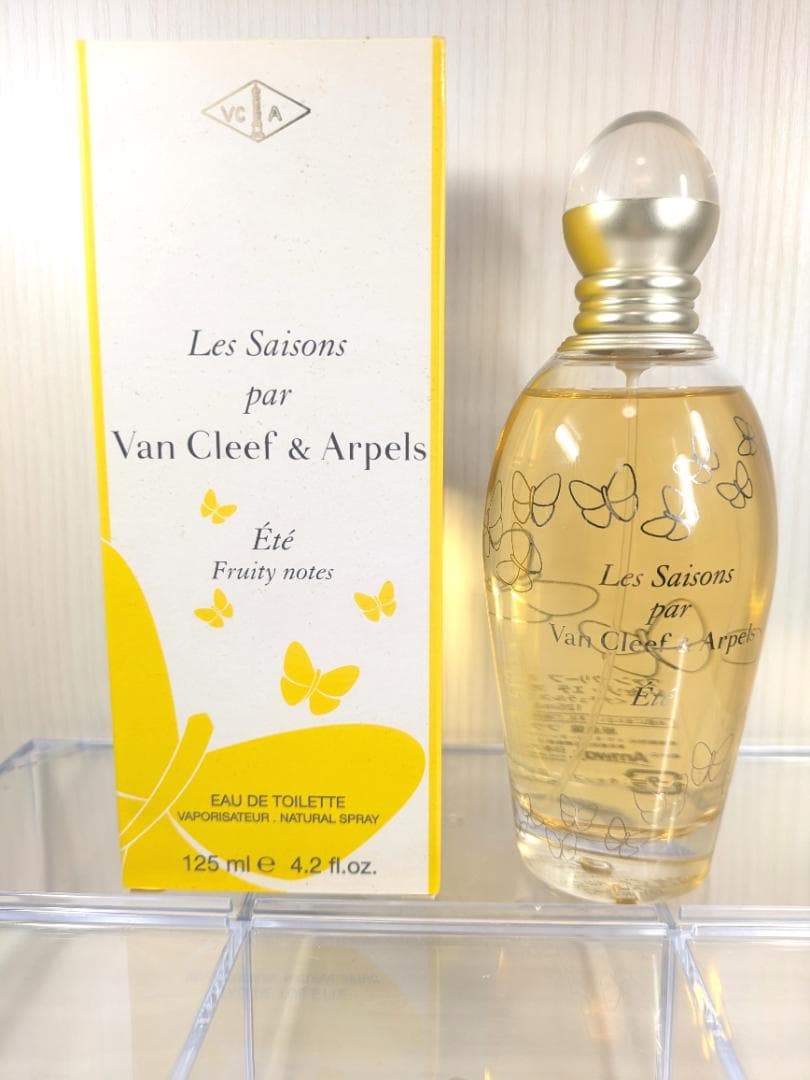 VC A
Les Saisons
par
Van Cleef & Arpels
Été
Fruity notes
EAU DE TOILETTE
VAPORISATEUR . NATURAL SPRAY
125 ml e 4.2 fl.oz.
Les Saisons
par
Van Cleef & Arpels
Été